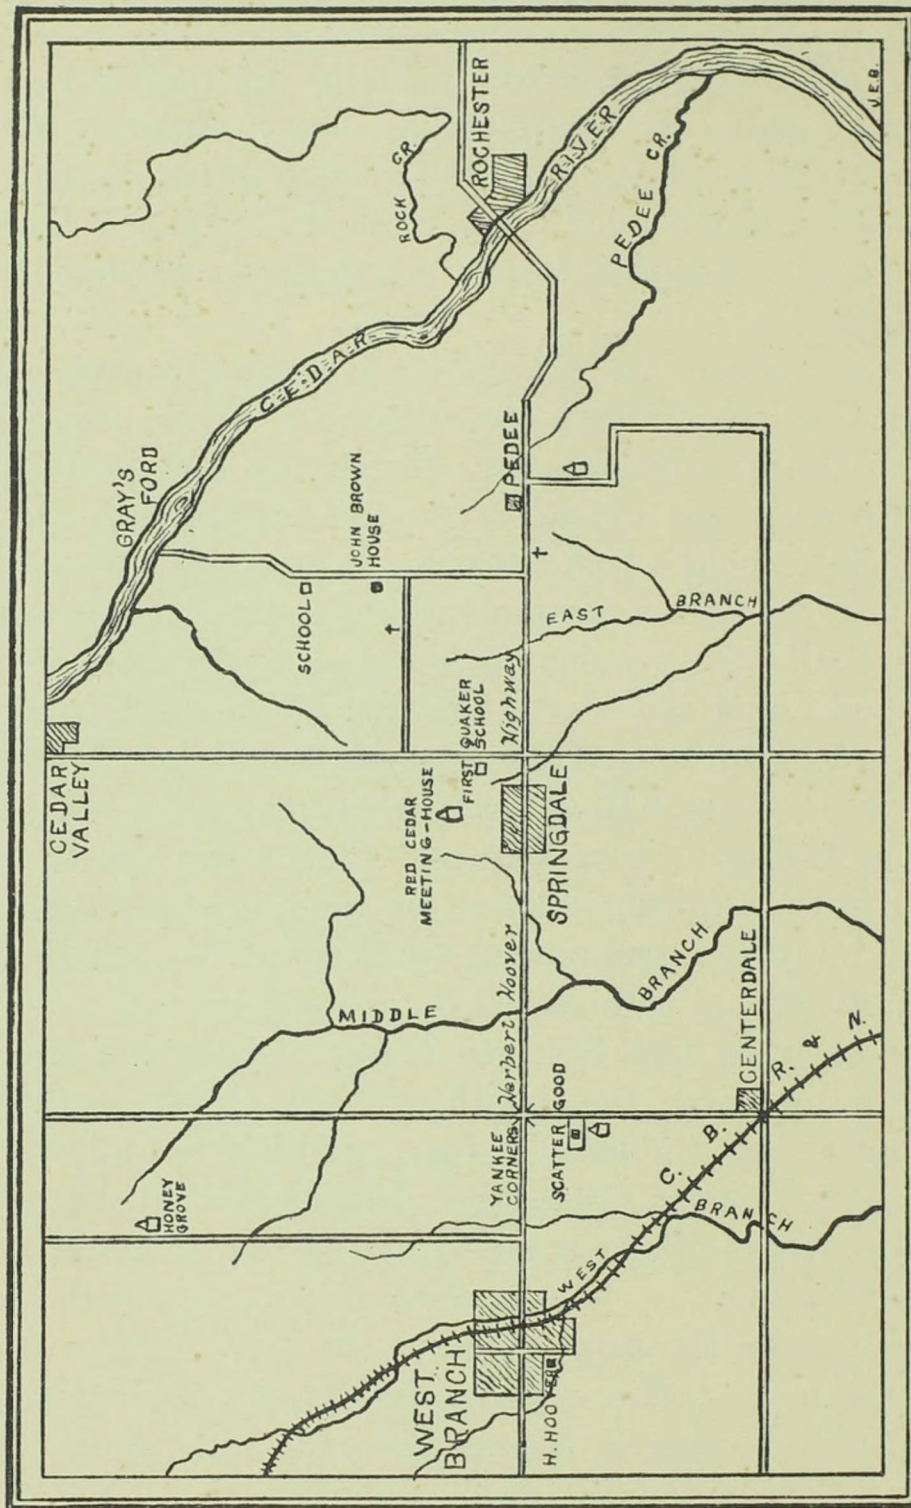 CEDAR
VALLEY
GRAY'S
FORD
CEDAR
RIVER
ROCK CR.
ROCHESTER
HONEY
GROVE
SCHOOL
JOHN BROWN
HOUSE
MIDDLE
BRANCH
RED CEDAR
MEETING-HOUSE
FIRST QUAKER
SCHOOL
PEDEE
PEDEE CR.
WEST
BRANCH
YANKEE
CORNERS
Herbert Hoover Highway
H. HOOVER
SCATTER GOOD
SPRINGDALE
EAST BRANCH
WEST BRANCH
C. B. R. & N.
CENTERDALE
J.E.B.